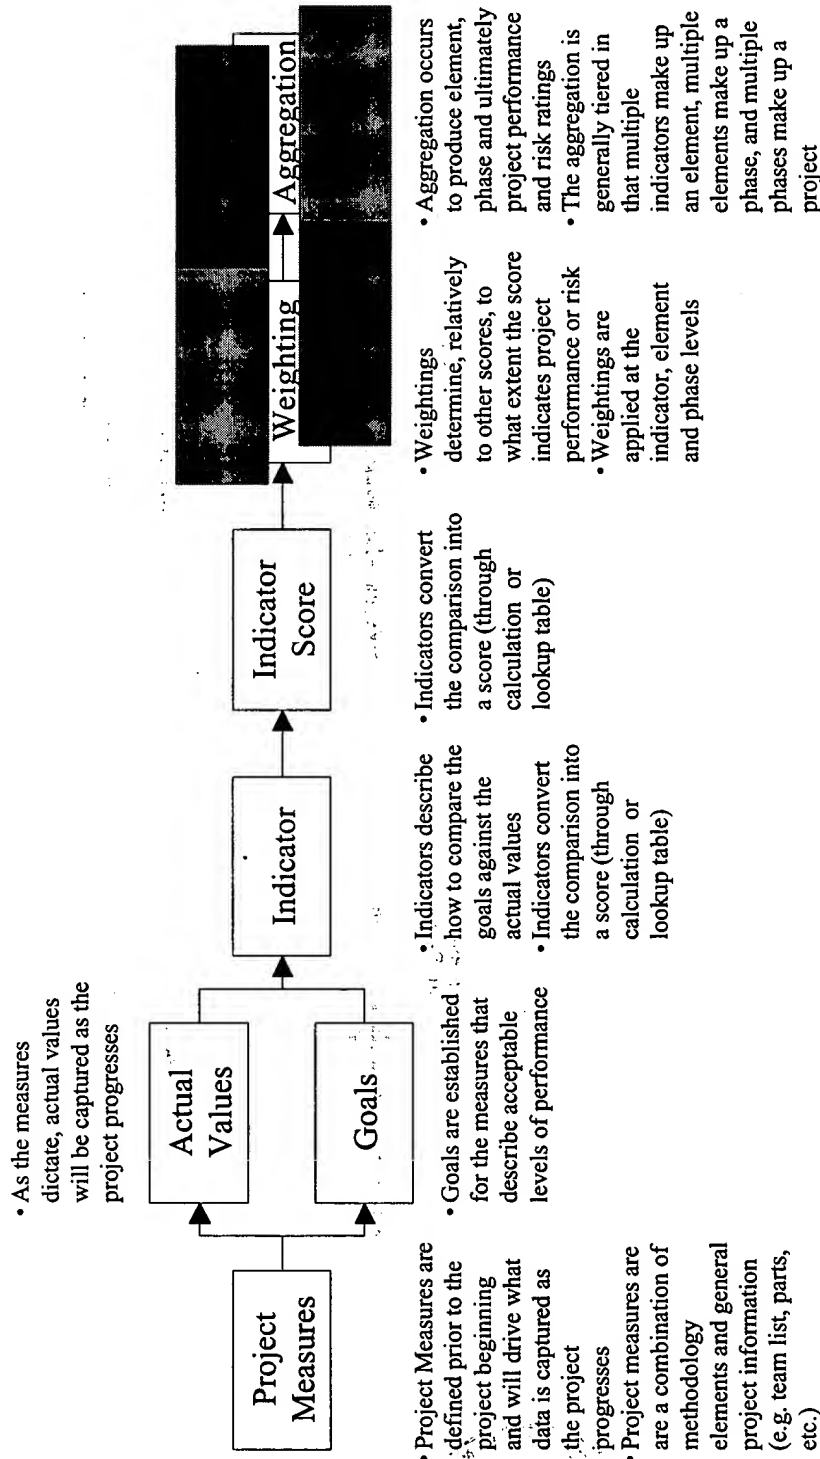 • As the measures
dictate, actual values
will be captured as the
project progresses
Project
Measures
Actual
Values
Goals
Indicator
Indicator
Score
Weighting
Aggregation
• Project Measures are
defined prior to the
project beginning
and will drive what
data is captured as
the project
progresses
• Project measures are
are a combination of
methodology
elements and general
project information
(e.g. team list, parts,
etc.)
• Goals are established
for the measures that
describe acceptable
levels of performance
• Indicators describe
how to compare the
goals against the
actual values
• Indicators convert
the comparison into
a score (through
calculation or
lookup table)
• Indicators convert
the comparison into
a score (through
calculation or
lookup table)
• Weightings
determine, relatively
to other scores, to
what extent the score
indicates project
performance or risk
• Weightings are
applied at the
indicator, element
and phase levels
• Aggregation occurs
to produce element,
phase and ultimately
project performance
and risk ratings
• The aggregation is
generally tiered in
that multiple
indicators make up
an element, multiple
elements make up a
phase, and multiple
phases make up a
project